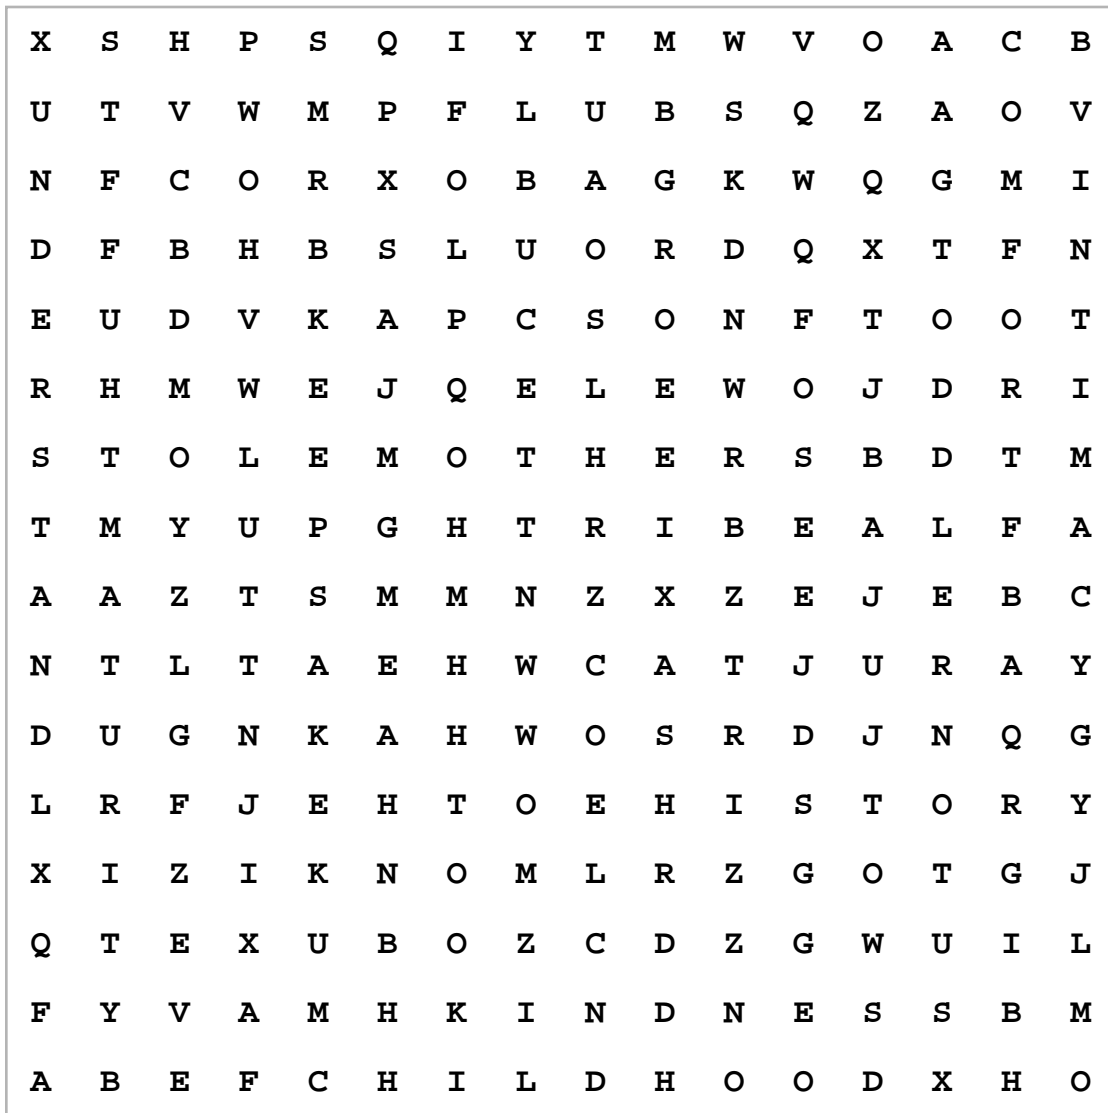 X S H P S Q I Y T M W V O A C B
U T V W M P F L U B S Q Z A O V
N F C O R X O B A G K W Q G M I
D F B H B S L U O R D Q X T F N
E U D V K A P C S O N F T O O T
R H M W E J Q E L E W O J D R I
S T O L E M O T H E R S B D T M
T M Y U P G H T R I B E A L F A
A A Z T S M M N Z X Z E J E B C
N T L T A E H W C A T J U R A Y
D U G N K A H W O S R D J N Q G
L R F J E H T O E H I S T O R Y
X I Z I K N O M L R Z G O T G J
Q T E X U B O Z C D Z G W U I L
F Y V A M H K I N D N E S S B M
A B E F C H I L D H O O D X H O